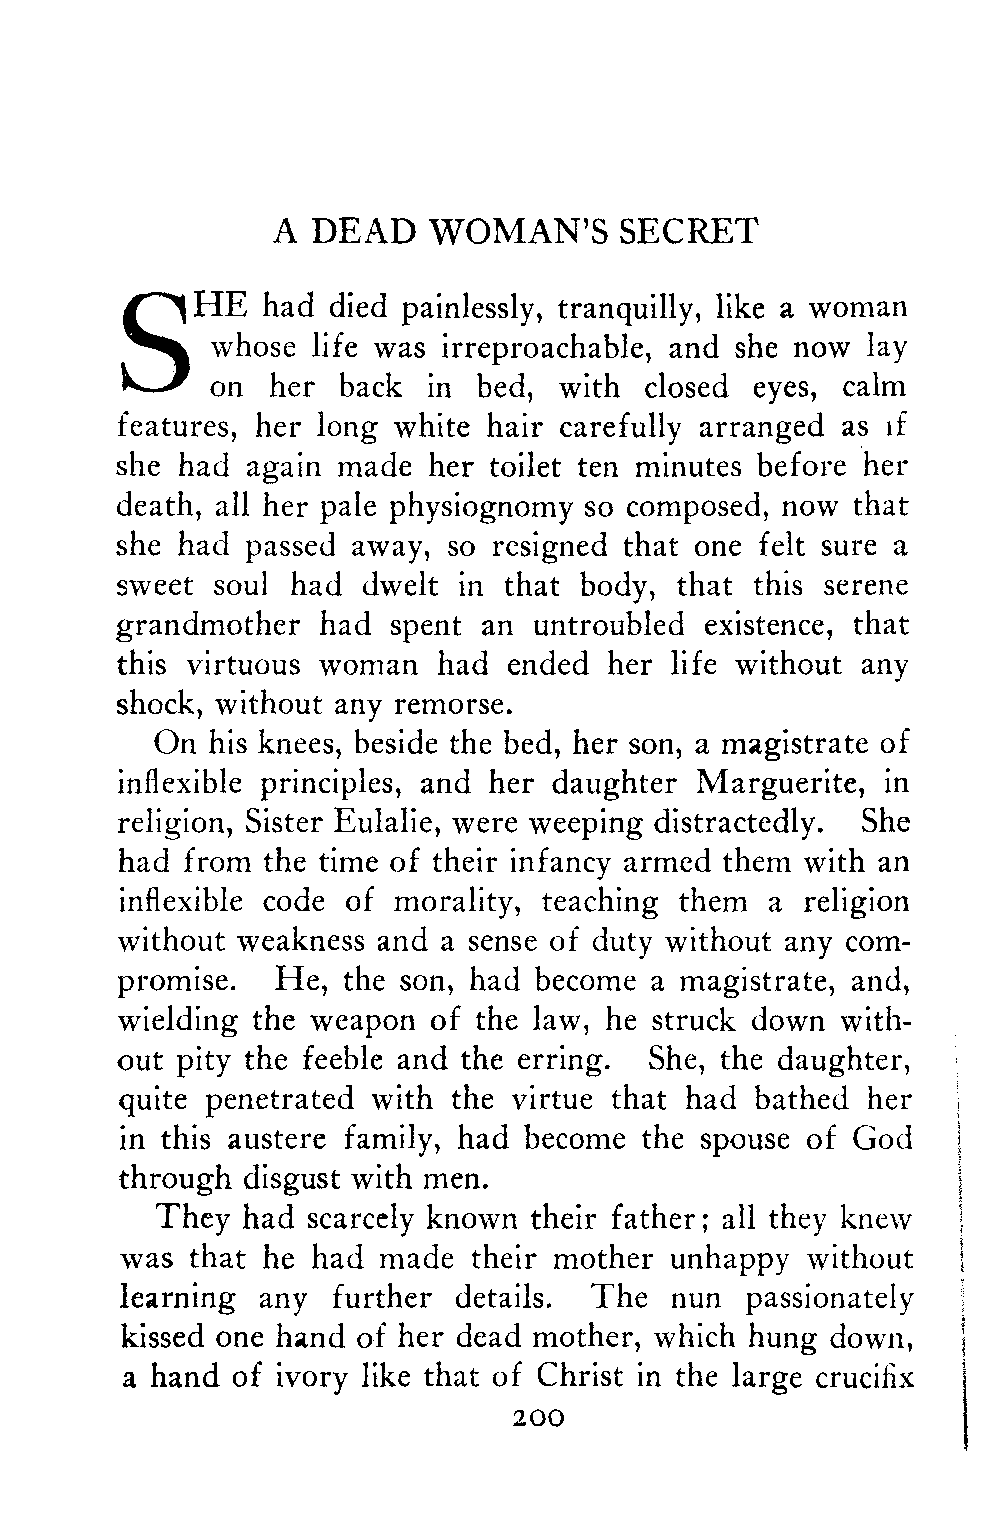 A DEAD WOMAN'S SECRET
SHE had died painlessly, tranquilly, like a woman
whose life was irreproachable, and she now lay
on her back in bed, with closed eyes, calm
features, her long white hair carefully arranged as if
she had again made her toilet ten minutes before her
death, all her pale physiognomy so composed, now that
she had passed away, so resigned that one felt sure a
sweet soul had dwelt in that body, that this serene
grandmother had spent an untroubled existence, that
this virtuous woman had ended her life without any
shock, without any remorse.
On his knees, beside the bed, her son, a magistrate of
inflexible principles, and her daughter Marguerite, in
religion, Sister Eulalie, were weeping distractedly. She
had from the time of their infancy armed them with an
inflexible code of morality, teaching them a religion
without weakness and a sense of duty without any com-
promise. He, the son, had become a magistrate, and,
wielding the weapon of the law, he struck down with-
out pity the feeble and the erring. She, the daughter,
quite penetrated with the virtue that had bathed her
in this austere family, had become the spouse of God
through disgust with men.
They had scarcely known their father; all they knew
was that he had made their mother unhappy without
learning any further details. The nun passionately
kissed one hand of her dead mother, which hung down,
a hand of ivory like that of Christ in the large crucifix
200